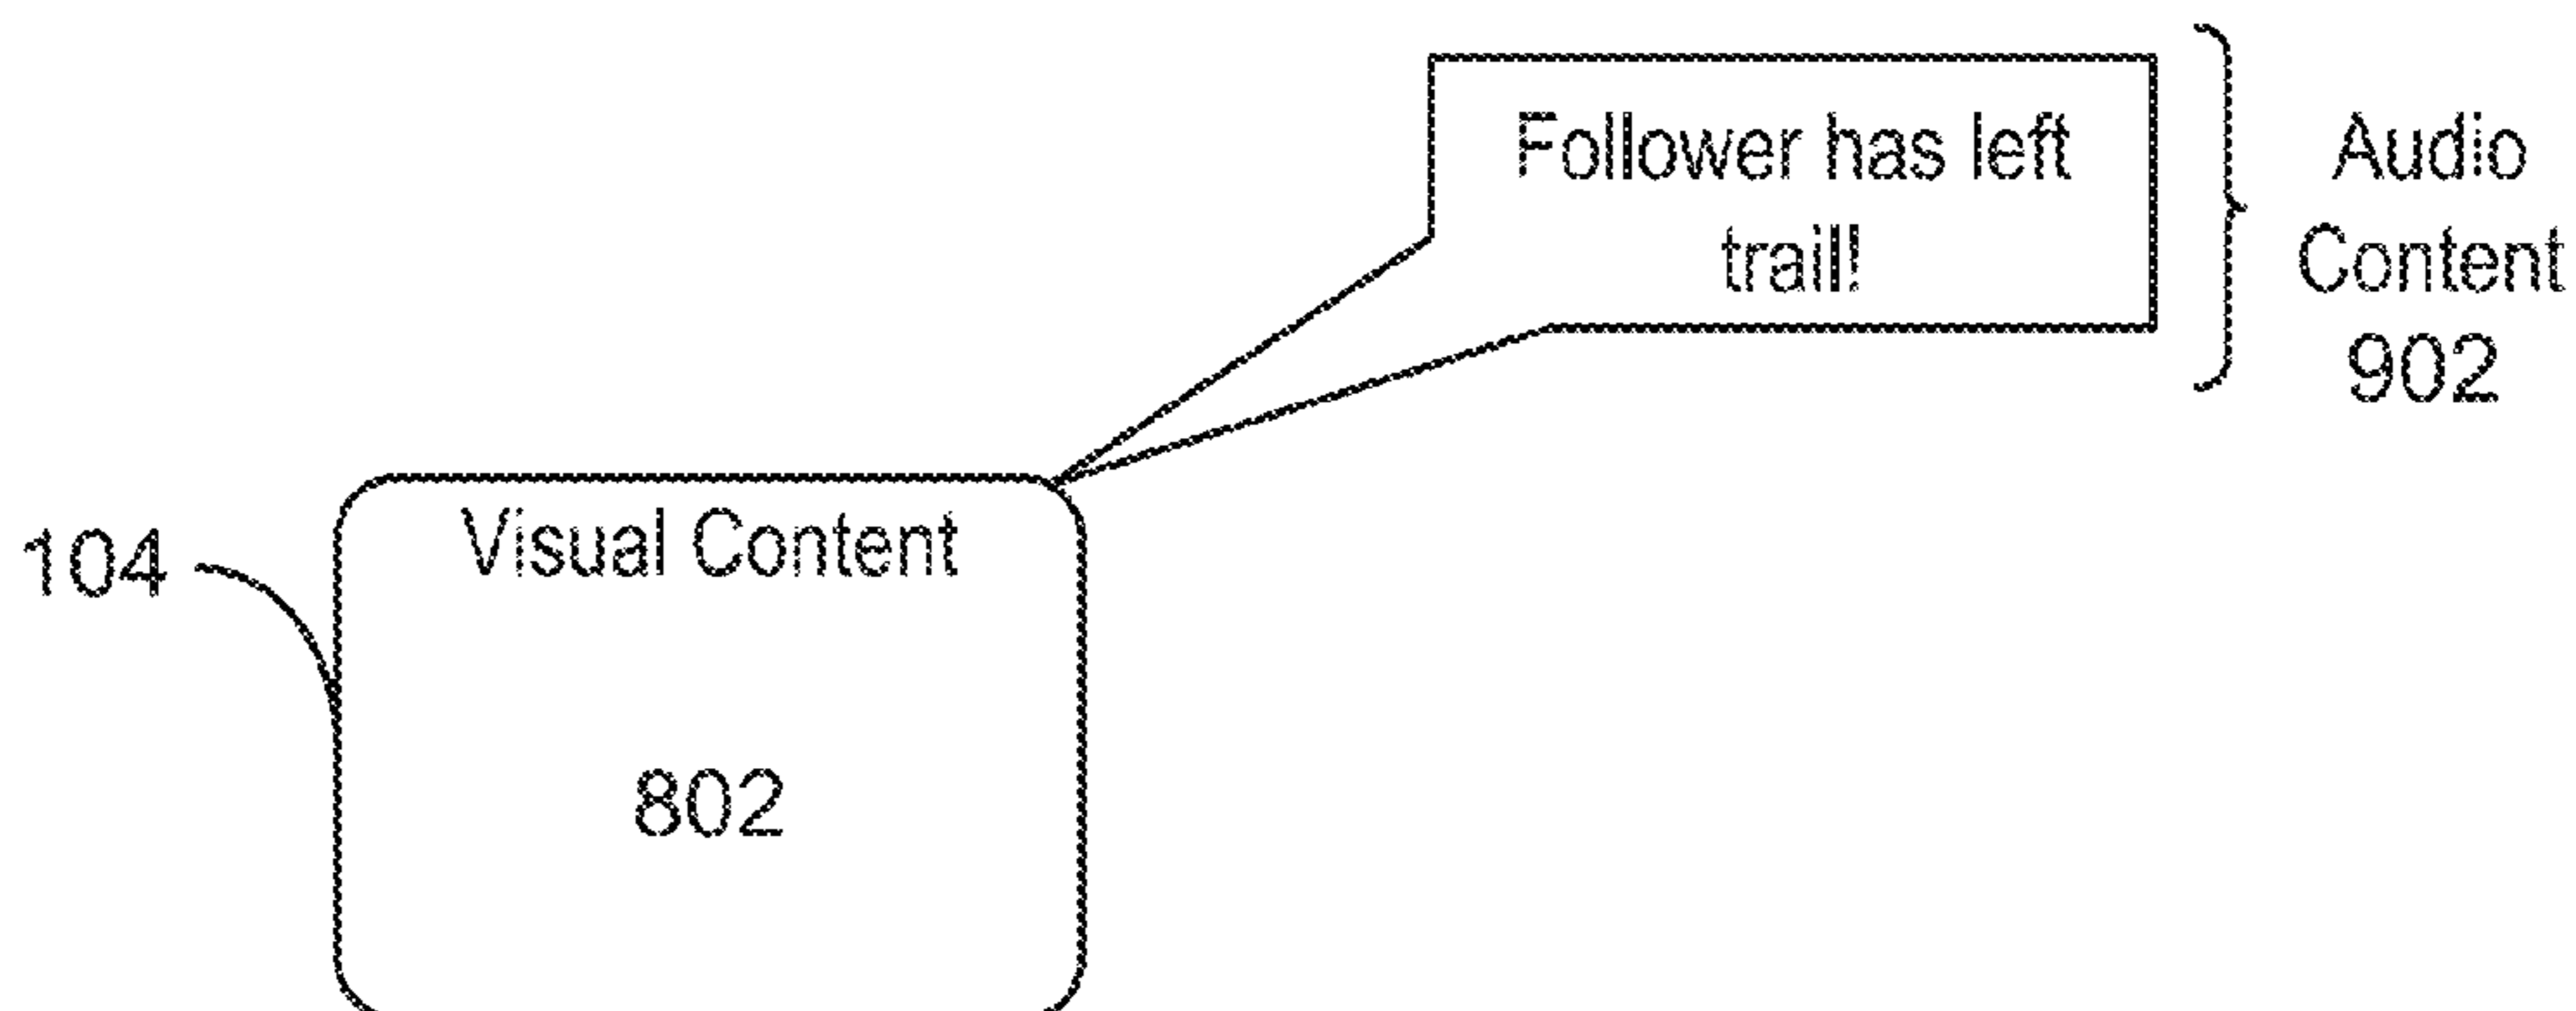 Follower has left
trail!
Audio
Content
902
104
Visual Content
802